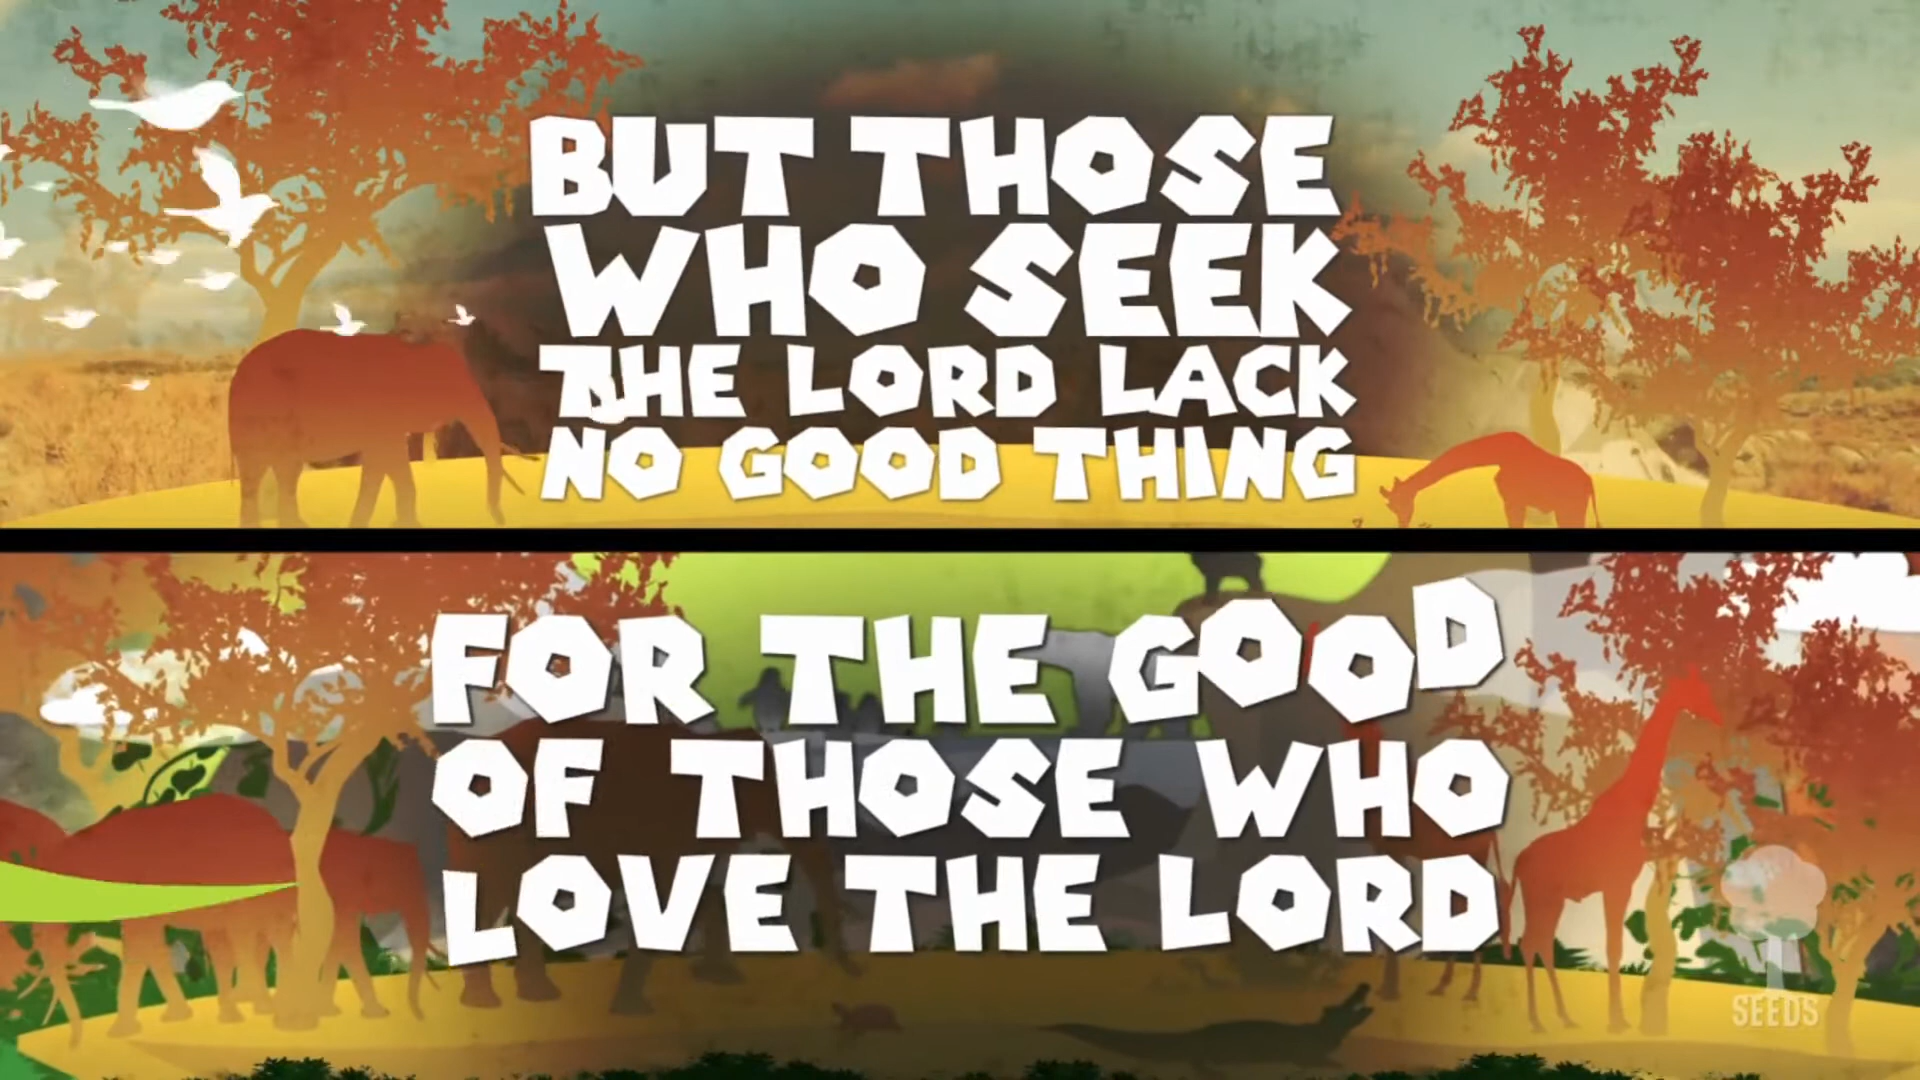 BUT THOSE
WHO SEEK
THE LORD LACK
NO GOOD THING
FOR THE GOOD
OF THOSE WHO
LOVE THE LORD
SEEDS